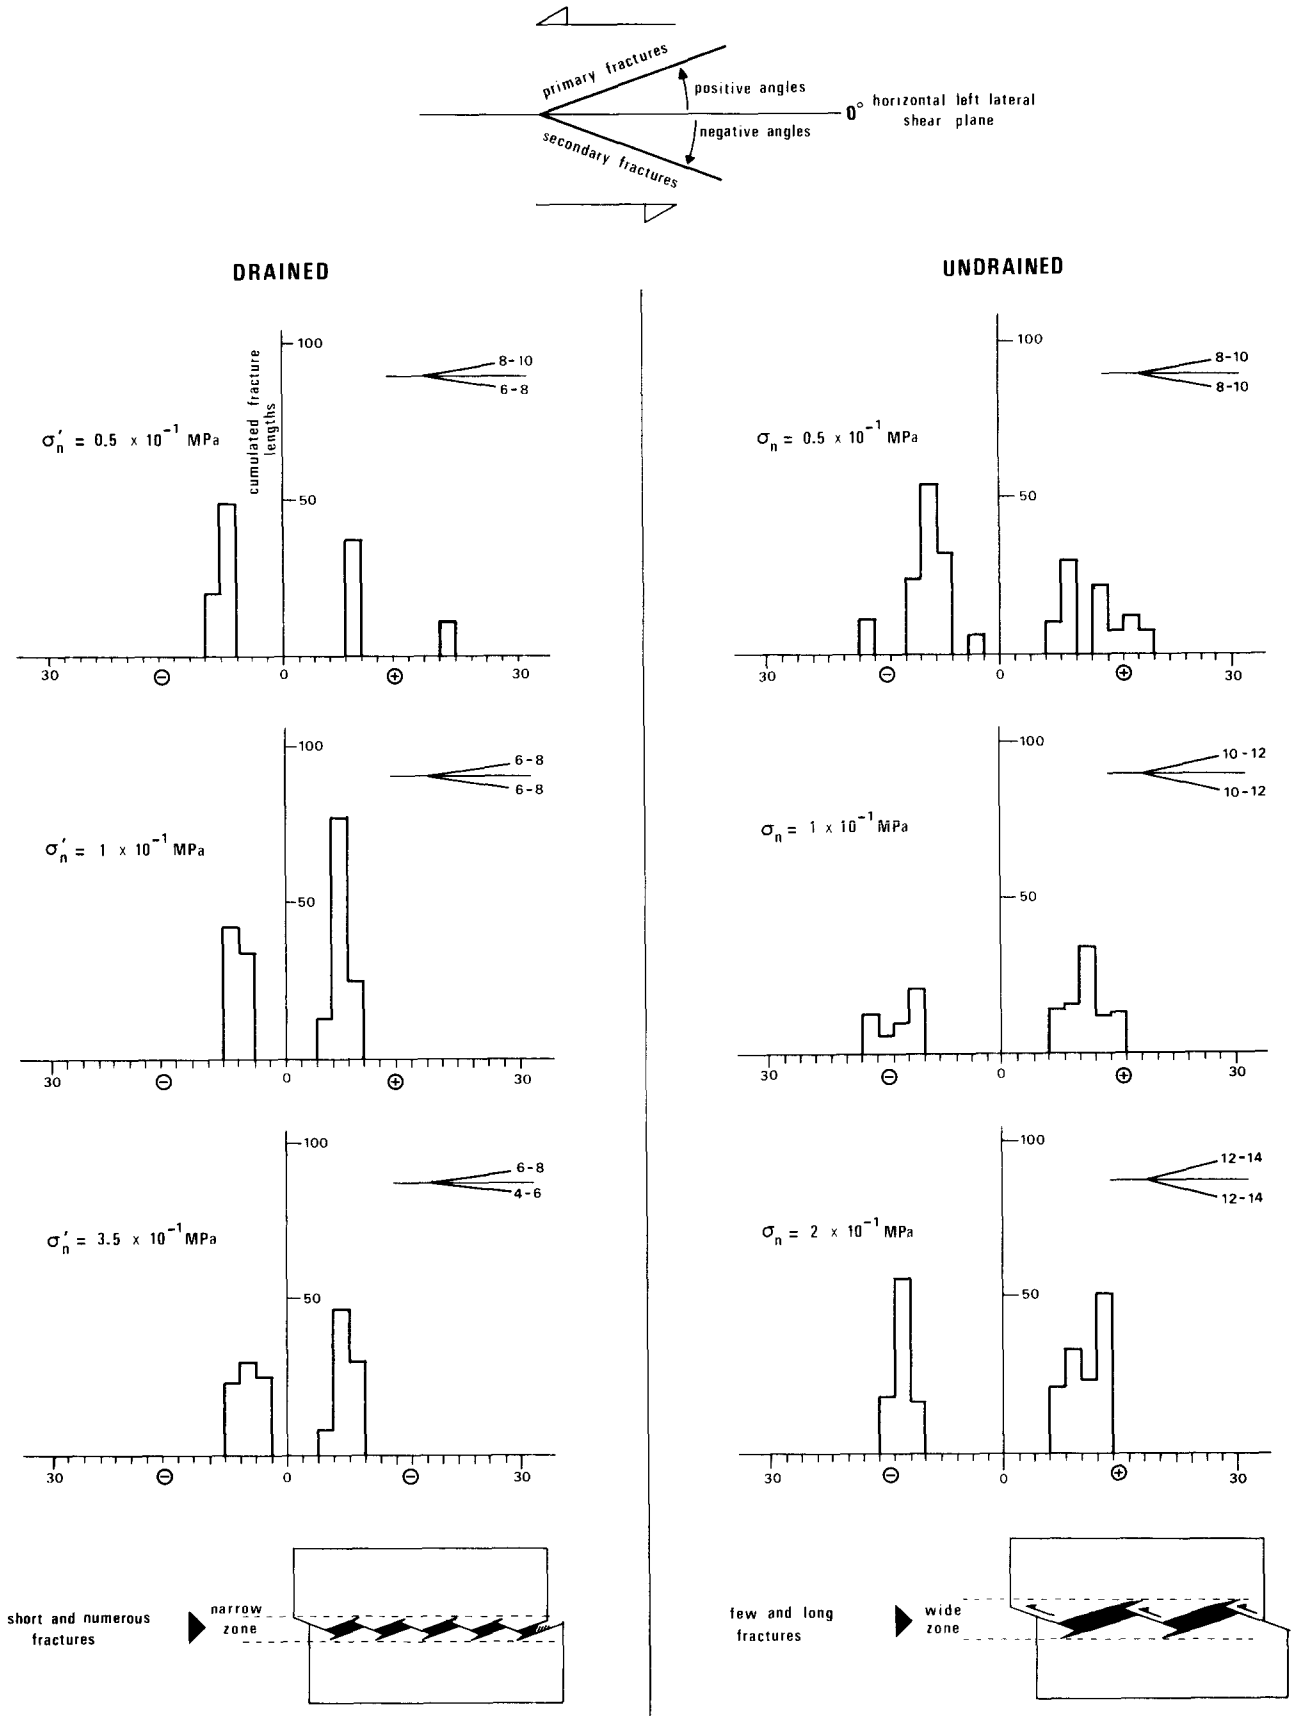 primary fractures
positive angles
0° horizontal left lateral
shear plane
negative angles
secondary fractures
DRAINED
UNDRAINED
cumulated fracture
lengths
100
50
8-10
6-8
σ'n = 0.5 x 10⁻¹ MPa
30
⊖
0
⊕
30
100
50
8-10
8-10
σn = 0.5 x 10⁻¹ MPa
30
⊖
0
⊕
30
100
50
6-8
6-8
σ'n = 1 x 10⁻¹ MPa
30
⊖
0
⊕
30
100
50
10-12
10-12
σn = 1 x 10⁻¹ MPa
30
⊖
0
⊕
30
100
50
6-8
4-6
σ'n = 3.5 x 10⁻¹ MPa
30
⊖
0
⊖
30
100
50
12-14
12-14
σn = 2 x 10⁻¹ MPa
30
⊖
0
⊕
30
short and numerous
fractures
narrow
zone
few and long
fractures
wide
zone